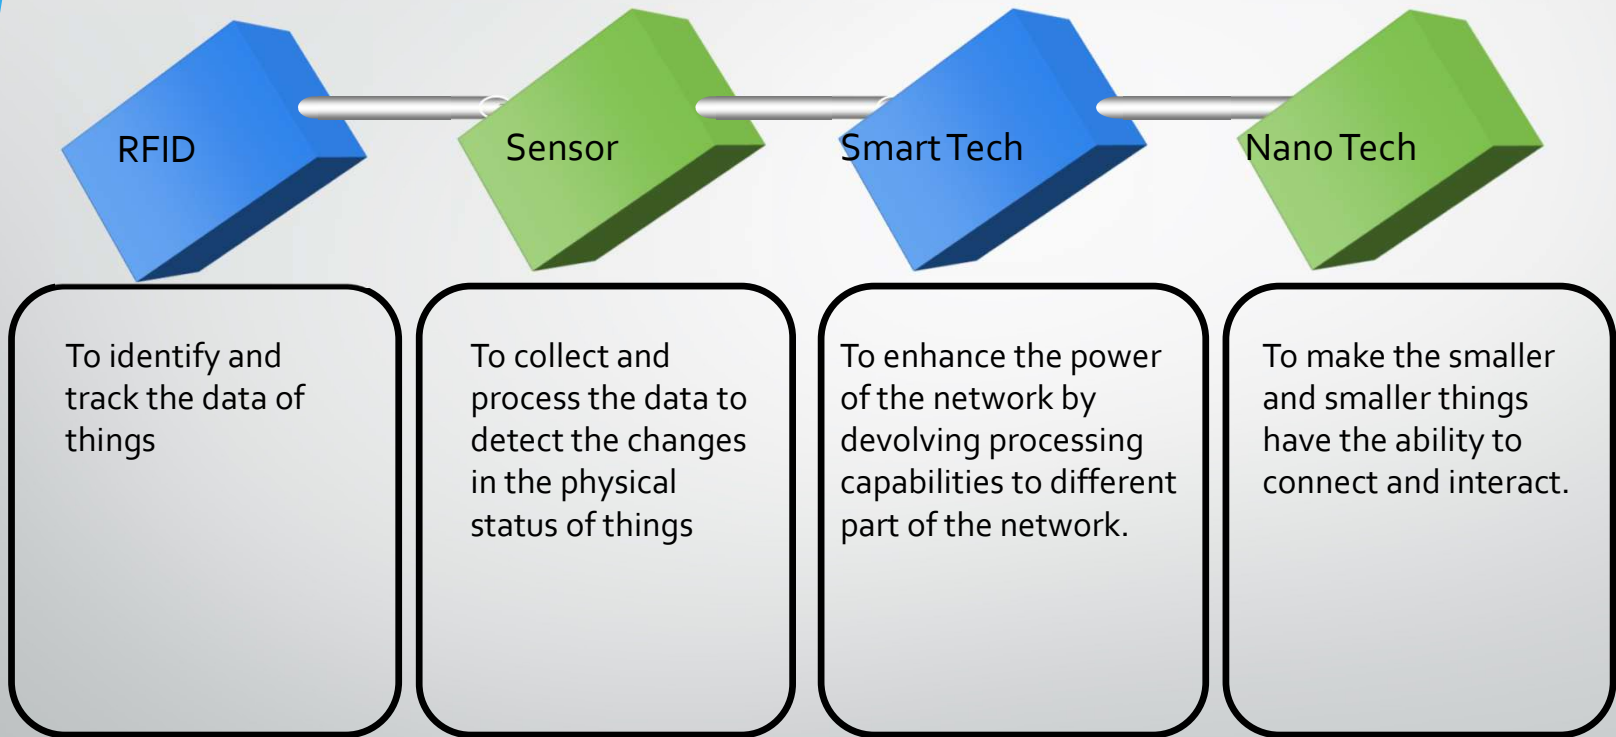 RFID
Sensor
Smart Tech
Nano Tech
To identify and
track the data of
things
To collect and
process the data to
detect the changes
in the physical
status of things
To enhance the power
of the network by
devolving processing
capabilities to different
part of the network.
To make the smaller
and smaller things
have the ability to
connect and interact.